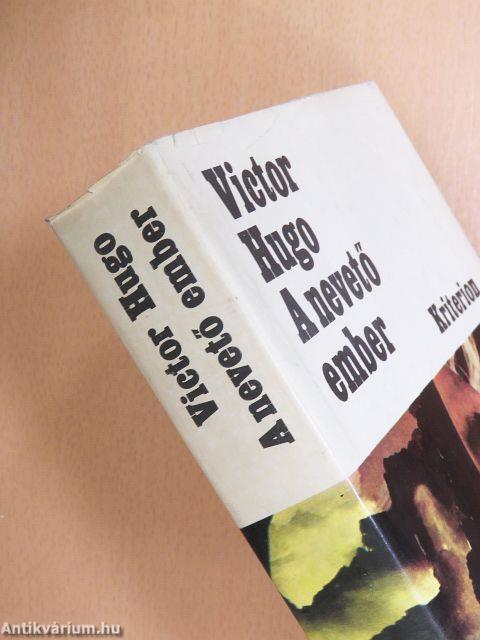 Victor Hugo
A nevető ember
Victor
Hugo
A nevető
ember
Kriterion
Antikvárium.hu